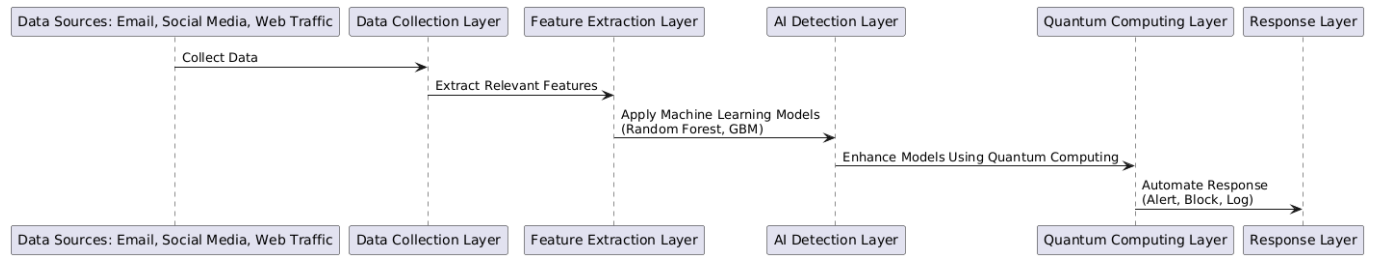 Data Sources: Email, Social Media, Web Traffic
Data Collection Layer
Feature Extraction Layer
AI Detection Layer
Quantum Computing Layer
Response Layer
Collect Data
Extract Relevant Features
Apply Machine Learning Models
(Random Forest, GBM)
Enhance Models Using Quantum Computing
Automate Response
(Alert, Block, Log)
Data Sources: Email, Social Media, Web Traffic
Data Collection Layer
Feature Extraction Layer
AI Detection Layer
Quantum Computing Layer
Response Layer